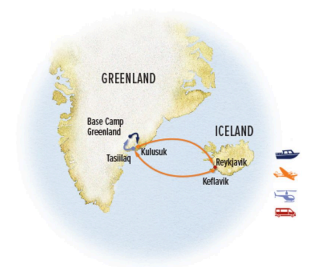 GREENLAND
Base Camp
Greenland
ICELAND
Kulusuk
Tasiilaq
Reykjavik
Keflavik